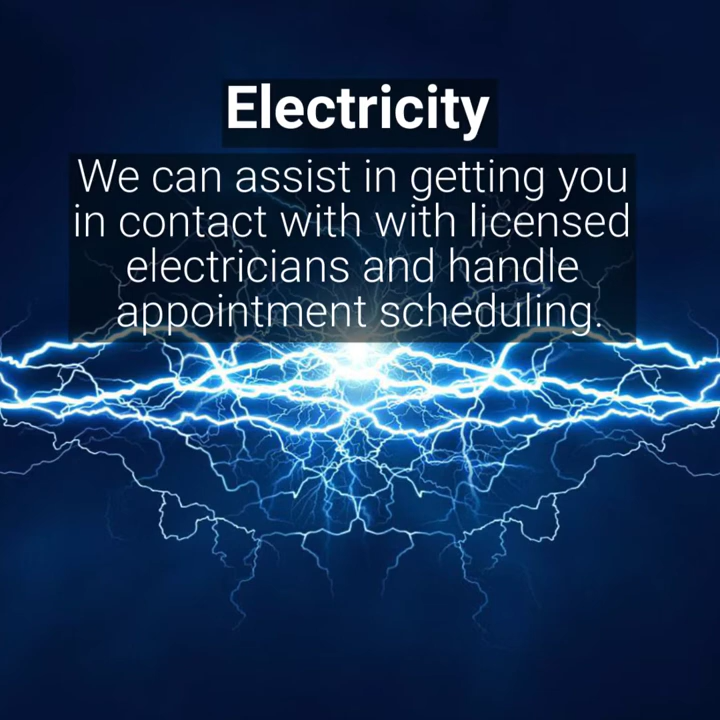 Electricity
We can assist in getting you
in contact with with licensed
electricians and handle
appointment scheduling.